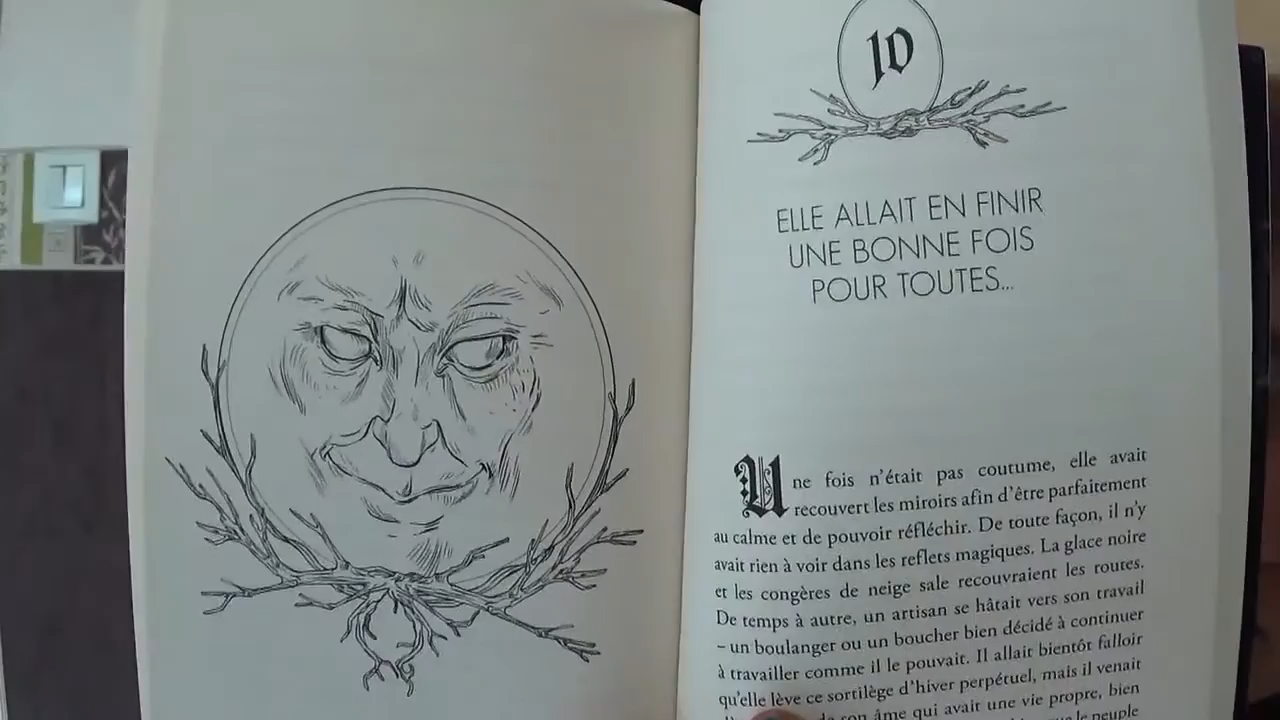 10
ELLE ALLAIT EN FINIR
UNE BONNE FOIS
POUR TOUTES...
Une fois n'était pas coutume, elle avait
recouvert les miroirs afin d'être parfaitement
au calme et de pouvoir réfléchir. De toute façon, il n'y
avait rien à voir dans les reflets magiques. La glace noire
et les congères de neige sale recouvraient les routes.
De temps à autre, un artisan se hâtait vers son travail
– un boulanger ou un boucher bien décidé à continuer
à travailler comme il le pouvait. Il allait bientôt falloir
qu'elle lève ce sortilège d'hiver perpétuel, mais il venait
de son âme qui avait une vie propre, bien
le peuple